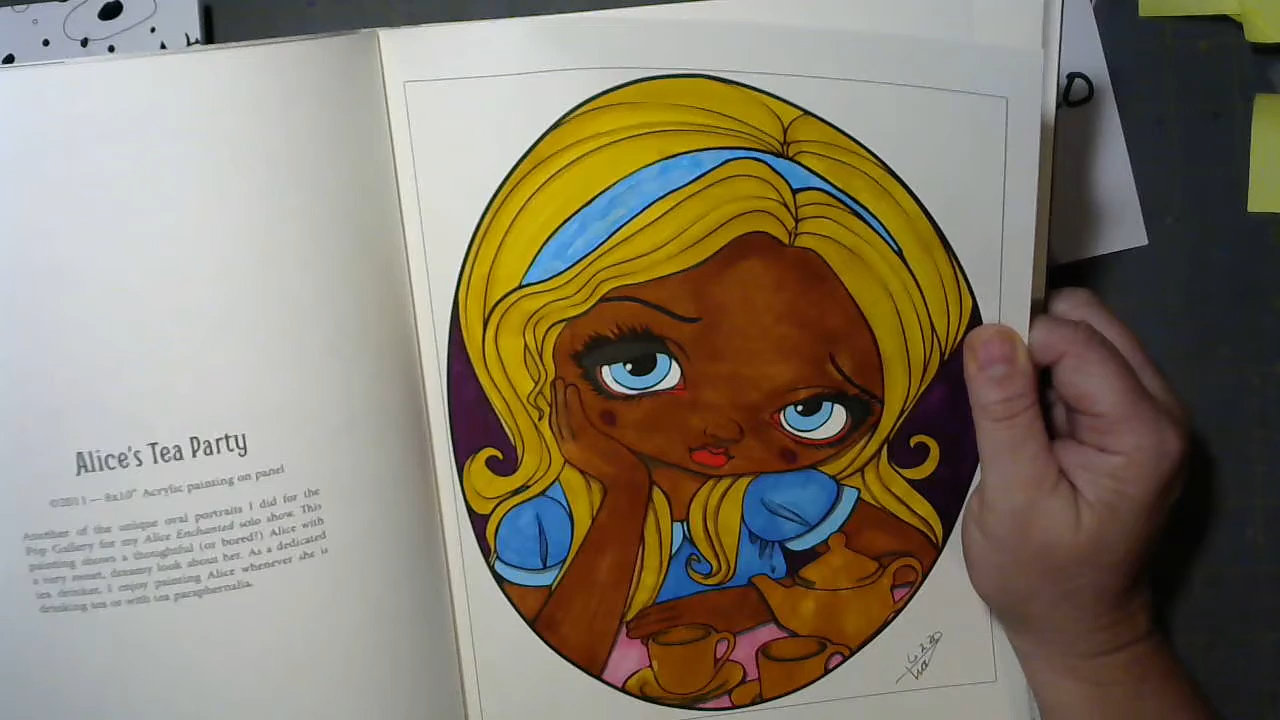 Alice's Tea Party
©2011 — 8x10" Acrylic painting on panel
Another of the unique oval portraits I did for the
Pop Gallery for my Alice Enchanted solo show. This
painting shows a thoughtful (or bored?) Alice with
a very sweet, dreamy look about her. As a dedicated
tea drinker, I enjoy painting Alice whenever she is
drinking tea or with tea paraphernalia.